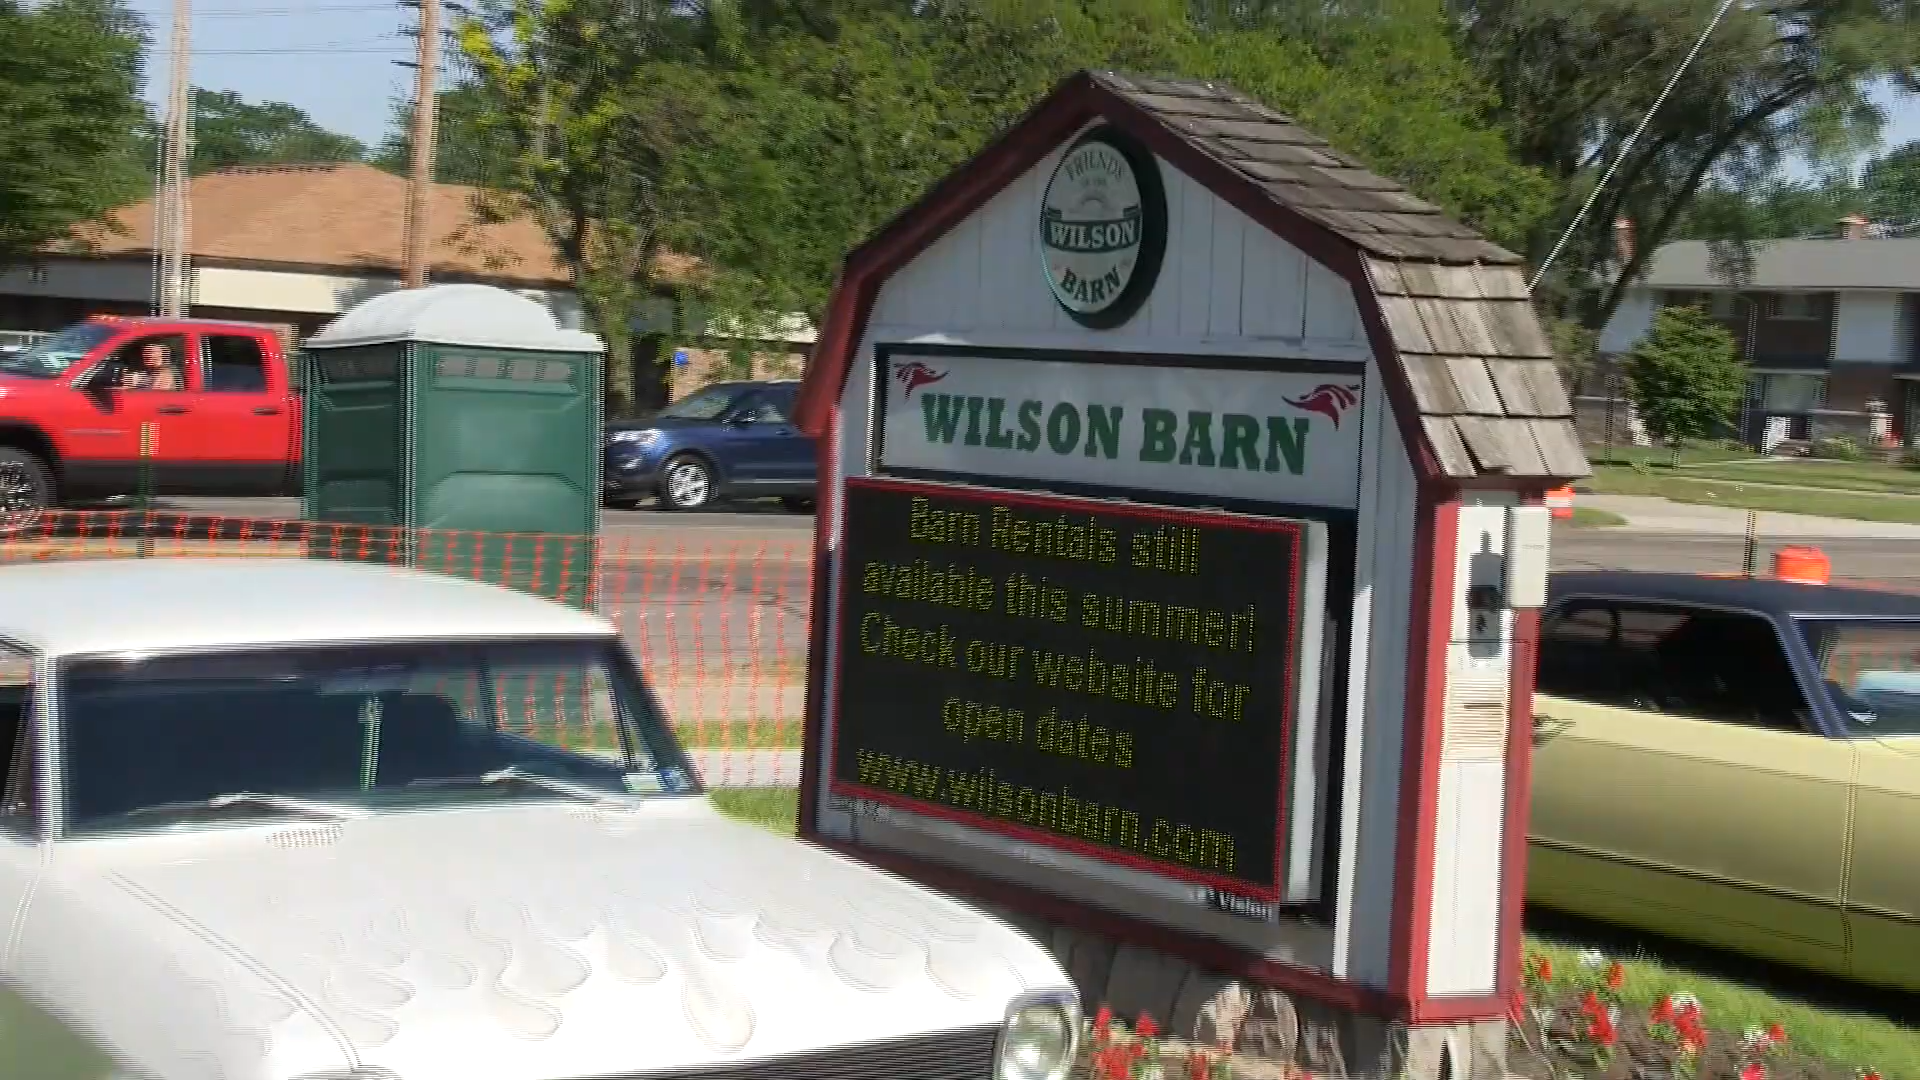 FRIENDS
OF THE
WILSON
BARN
WILSON BARN
Barn Rentals still
available this summer!
Check our website for
open dates
www.wilsonbarn.com